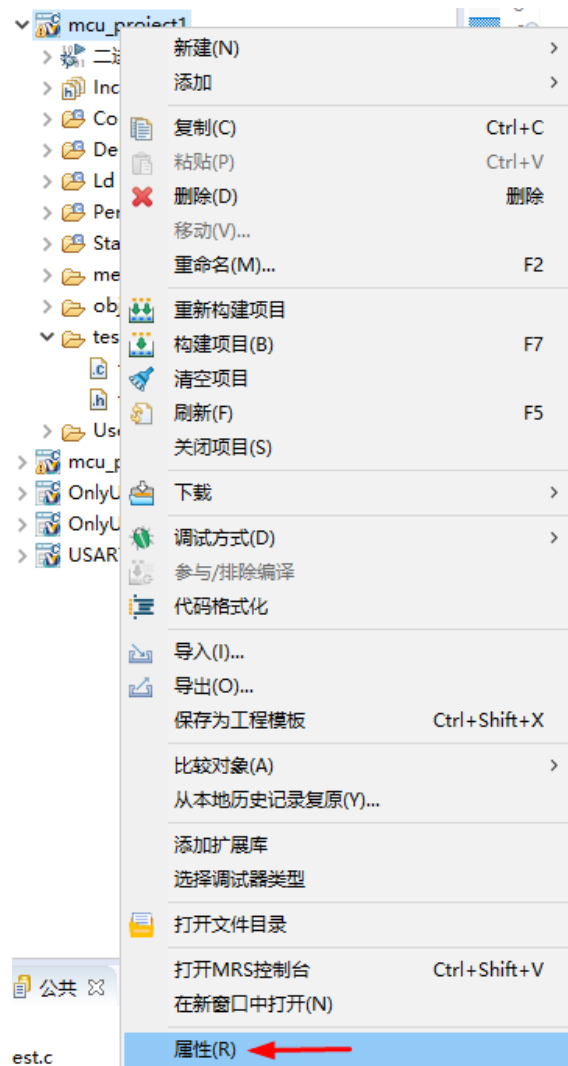 mcu_project1
新建(N)
添加
复制(C) Ctrl+C
粘贴(P) Ctrl+V
删除(D) 删除
移动(V)...
重命名(M)... F2
重新构建项目
构建项目(B) F7
清空项目
刷新(F) F5
关闭项目(S)
下载
调试方式(D)
参与/排除编译
代码格式化
导入(I)...
导出(O)...
保存为工程模板 Ctrl+Shift+X
比较对象(A)
从本地历史记录复原(Y)...
添加扩展库
选择调试器类型
打开文件目录
打开MRS控制台 Ctrl+Shift+V
在新窗口中打开(N)
属性(R)
二进
Inc
Co
De
Ld
Per
Sta
me
obj
tes
.c
.h
Use
mcu_p
OnlyU
OnlyU
USAR
公共
est.c